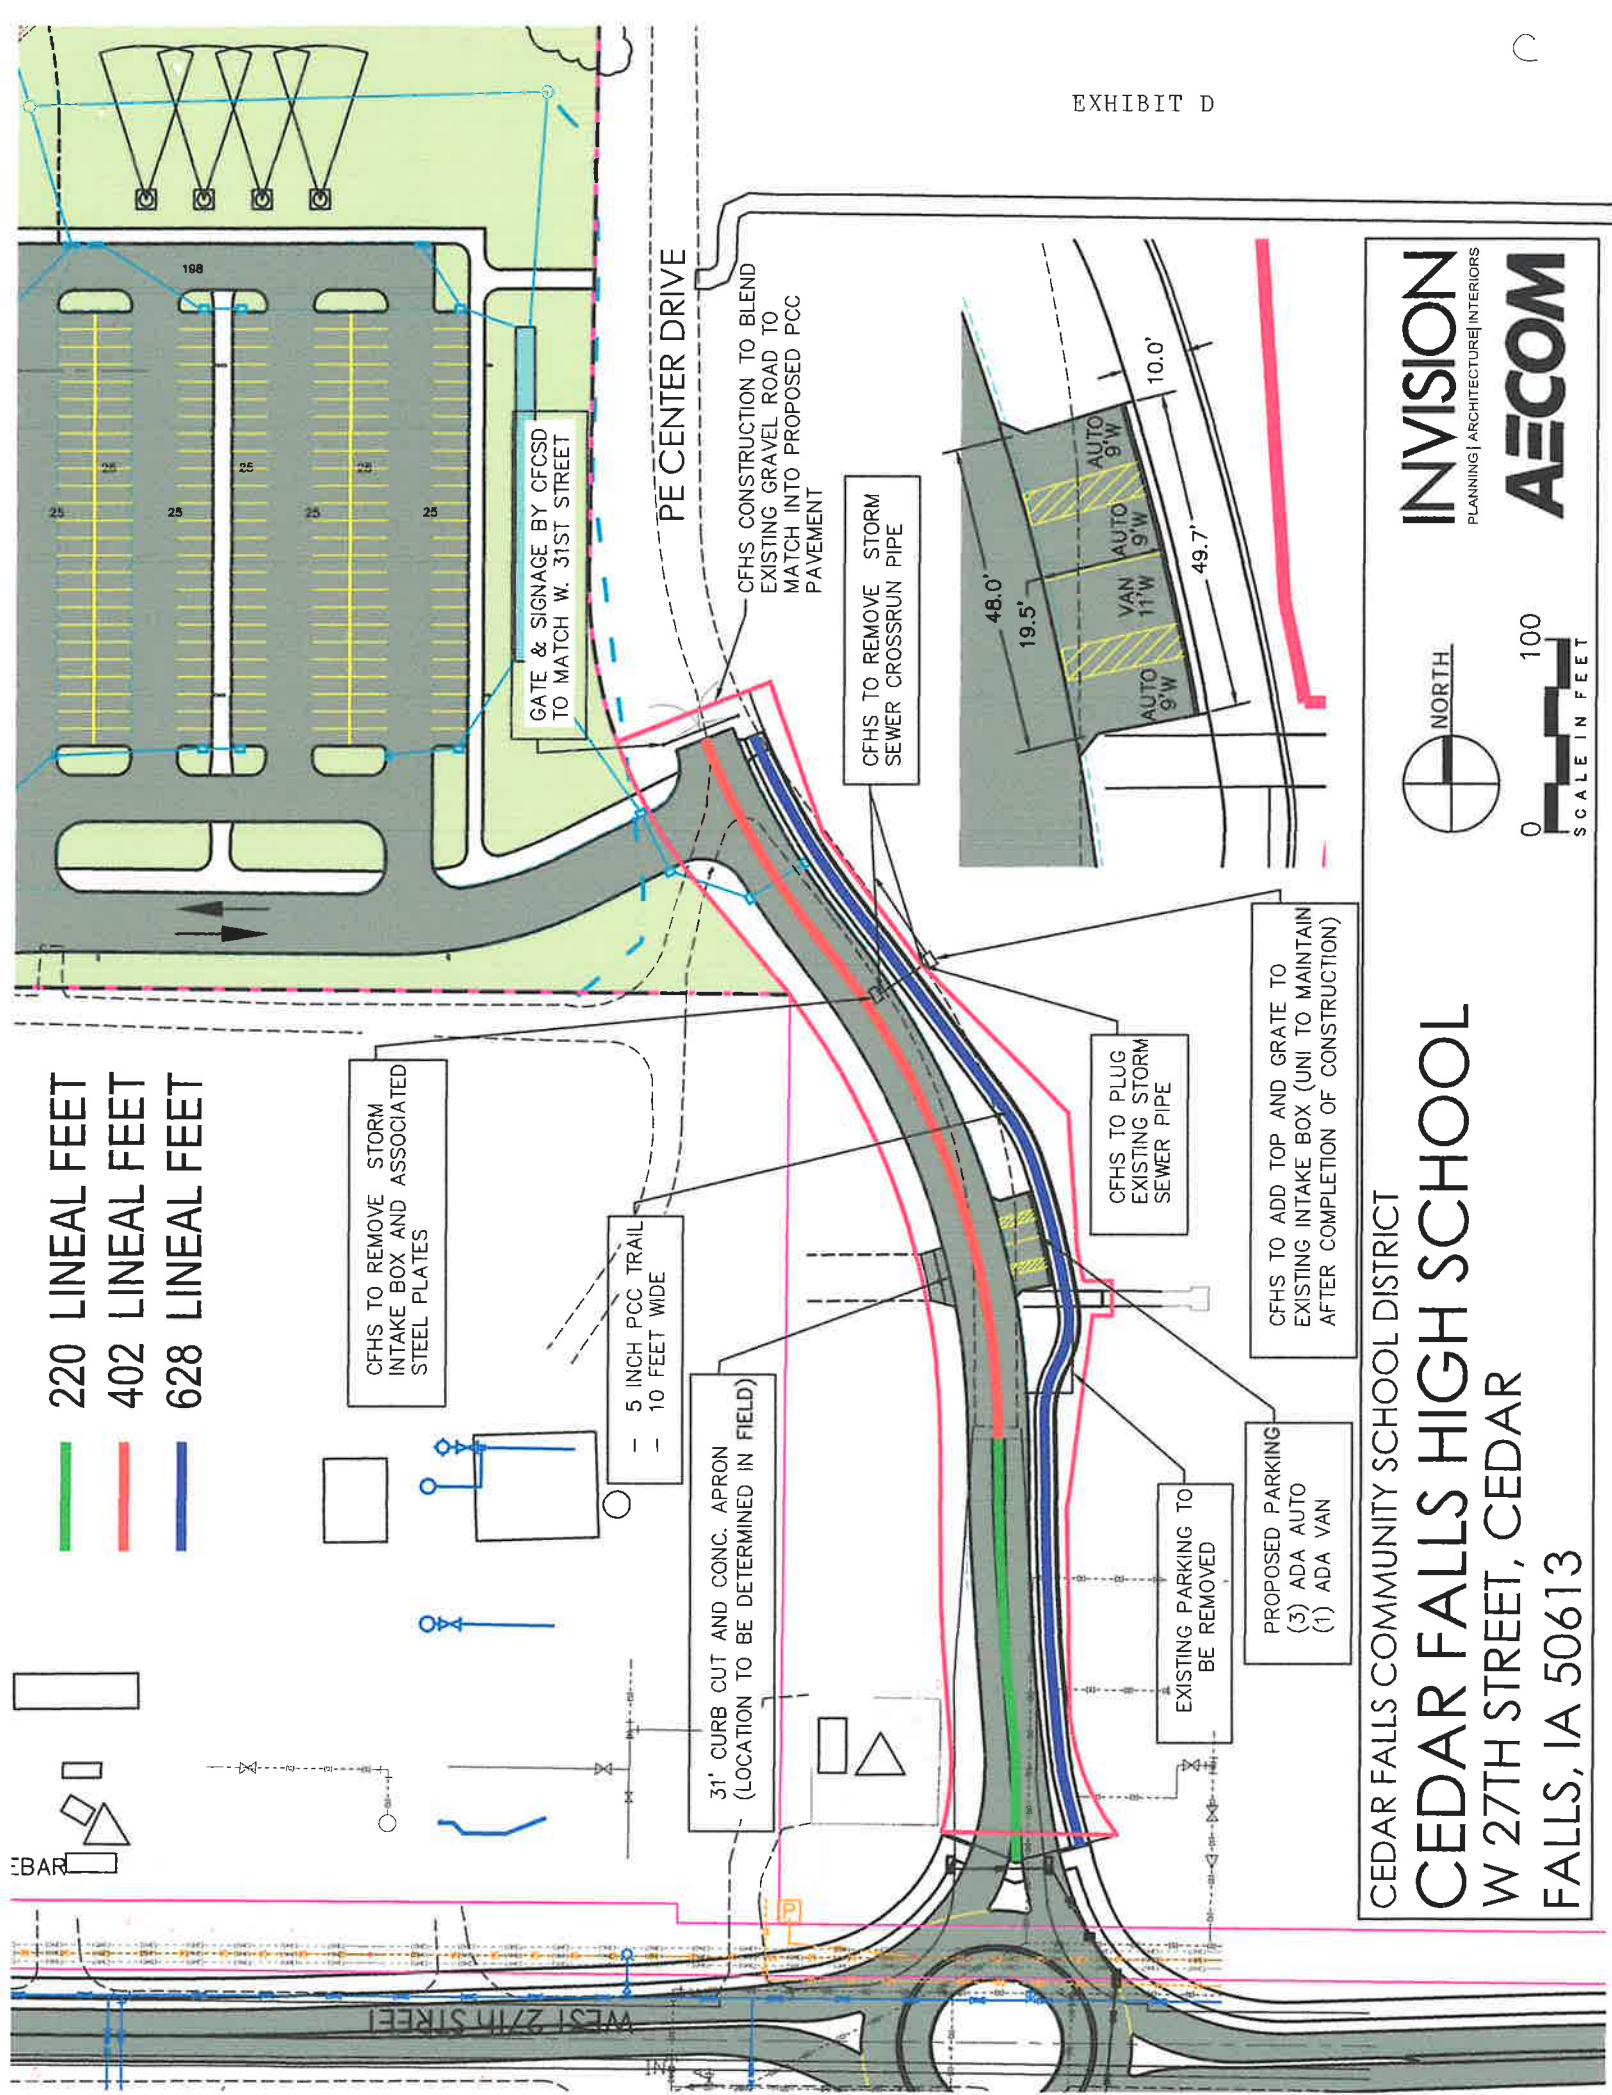 EXHIBIT D
220 LINEAL FEET
402 LINEAL FEET
628 LINEAL FEET
198
25
25
25
25
25
25
25
GATE & SIGNAGE BY CFCSD
TO MATCH W. 31ST STREET
PE CENTER DRIVE
CFHS CONSTRUCTION TO BLEND
EXISTING GRAVEL ROAD TO
MATCH INTO PROPOSED PCC
PAVEMENT
CFHS TO REMOVE STORM
SEWER CROSSRUN PIPE
CFHS TO REMOVE STORM
INTAKE BOX AND ASSOCIATED
STEEL PLATES
– 5 INCH PCC TRAIL
– 10 FEET WIDE
31' CURB CUT AND CONC. APRON
(LOCATION TO BE DETERMINED IN FIELD)
CFHS TO PLUG
EXISTING STORM
SEWER PIPE
CFHS TO ADD TOP AND GRATE TO
EXISTING INTAKE BOX (UNI TO MAINTAIN
AFTER COMPLETION OF CONSTRUCTION)
EXISTING PARKING TO
BE REMOVED
PROPOSED PARKING
(3) ADA AUTO
(1) ADA VAN
48.0'
19.5'
AUTO
9'W
VAN
11'W
AUTO
9'W
AUTO
9'W
49.7'
10.0'
EBAR
WEST 27th STREET
P
CEDAR FALLS COMMUNITY SCHOOL DISTRICT
CEDAR FALLS HIGH SCHOOL
W 27TH STREET, CEDAR
FALLS, IA 50613
NORTH
0 100
SCALE IN FEET
INVISION
PLANNING | ARCHITECTURE | INTERIORS
AECOM